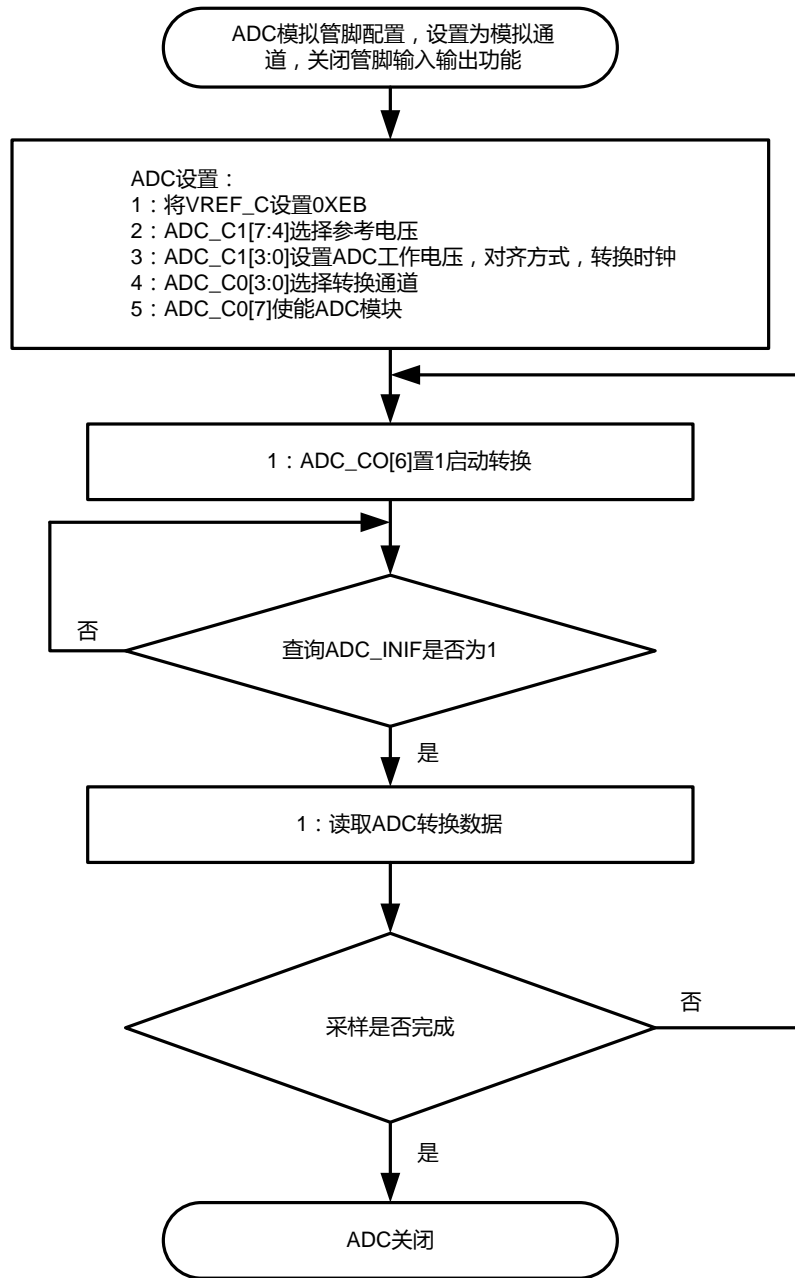 ADC模拟管脚配置，设置为模拟通
道，关闭管脚输入输出功能
ADC设置：
1：将VREF_C设置0XEB
2：ADC_C1[7:4]选择参考电压
3：ADC_C1[3:0]设置ADC工作电压，对齐方式，转换时钟
4：ADC_C0[3:0]选择转换通道
5：ADC_C0[7]使能ADC模块
1：ADC_CO[6]置1启动转换
否
查询ADC_INIF是否为1
是
1：读取ADC转换数据
否
采样是否完成
是
ADC关闭